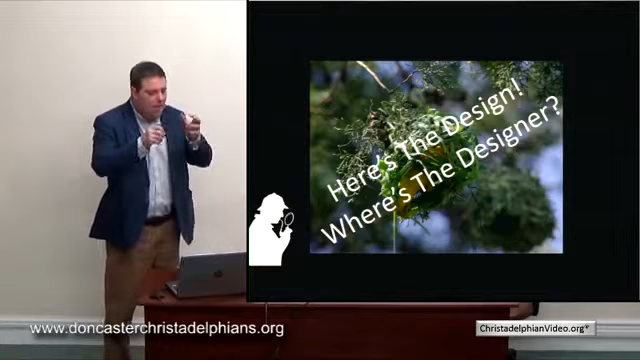 Here's The Design!
Where's The Designer?
www.doncasterchristadelphians.org
ChristadelphianVideo.org®